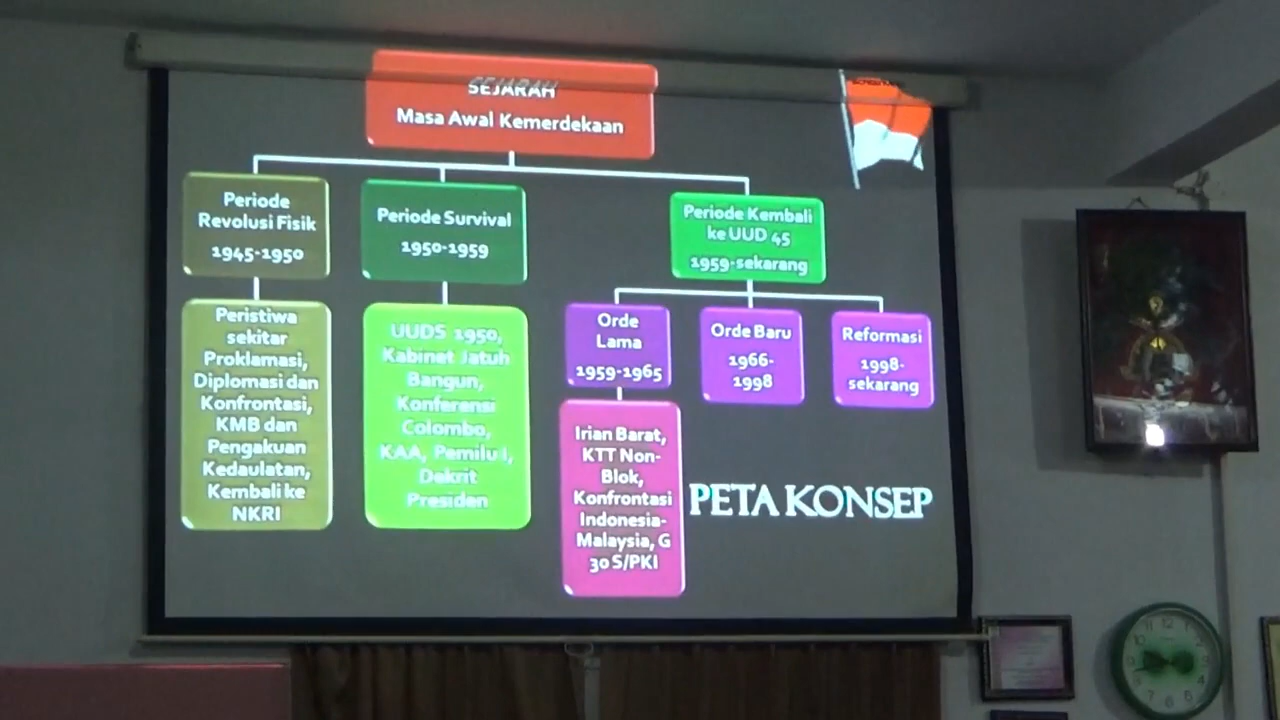 SEJARAH
Masa Awal Kemerdekaan
Periode
Revolusi Fisik
1945-1950
Periode Survival
1950-1959
Periode Kembali
ke UUD 45
1959-sekarang
Peristiwa
sekitar
Proklamasi,
Diplomasi dan
Konfrontasi,
KMB dan
Pengakuan
Kedaulatan,
Kembali ke
NKRI
UUDS 1950,
Kabinet Jatuh
Bangun,
Konferensi
Colombo,
KAA, Pemilu I,
Dekrit
Presiden
Orde
Lama
1959-1965
Orde Baru
1966-
1998
Reformasi
1998-
sekarang
Irian Barat,
KTT Non-
Blok,
Konfrontasi
Indonesia-
Malaysia, G
30 S/PKI
PETA KONSEP